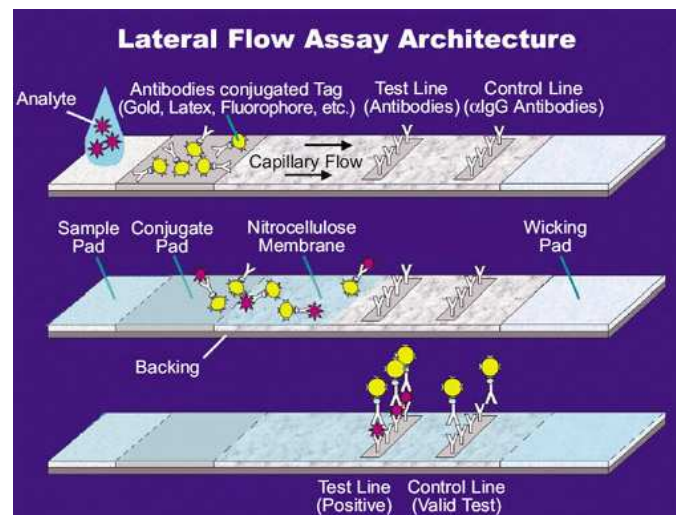 Lateral Flow Assay Architecture
Analyte
Antibodies conjugated Tag
(Gold, Latex, Fluorophore, etc.)
Test Line
(Antibodies)
Control Line
(αIgG Antibodies)
Capillary Flow
Sample
Pad
Conjugate
Pad
Nitrocellulose
Membrane
Wicking
Pad
Backing
Test Line
(Positive)
Control Line
(Valid Test)